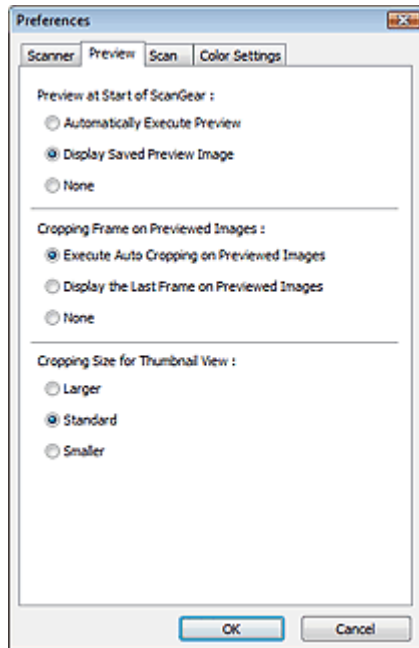 Preferences
Scanner Preview Scan Color Settings
Preview at Start of ScanGear :
Automatically Execute Preview
Display Saved Preview Image
None
Cropping Frame on Previewed Images :
Execute Auto Cropping on Previewed Images
Display the Last Frame on Previewed Images
None
Cropping Size for Thumbnail View :
Larger
Standard
Smaller
OK Cancel